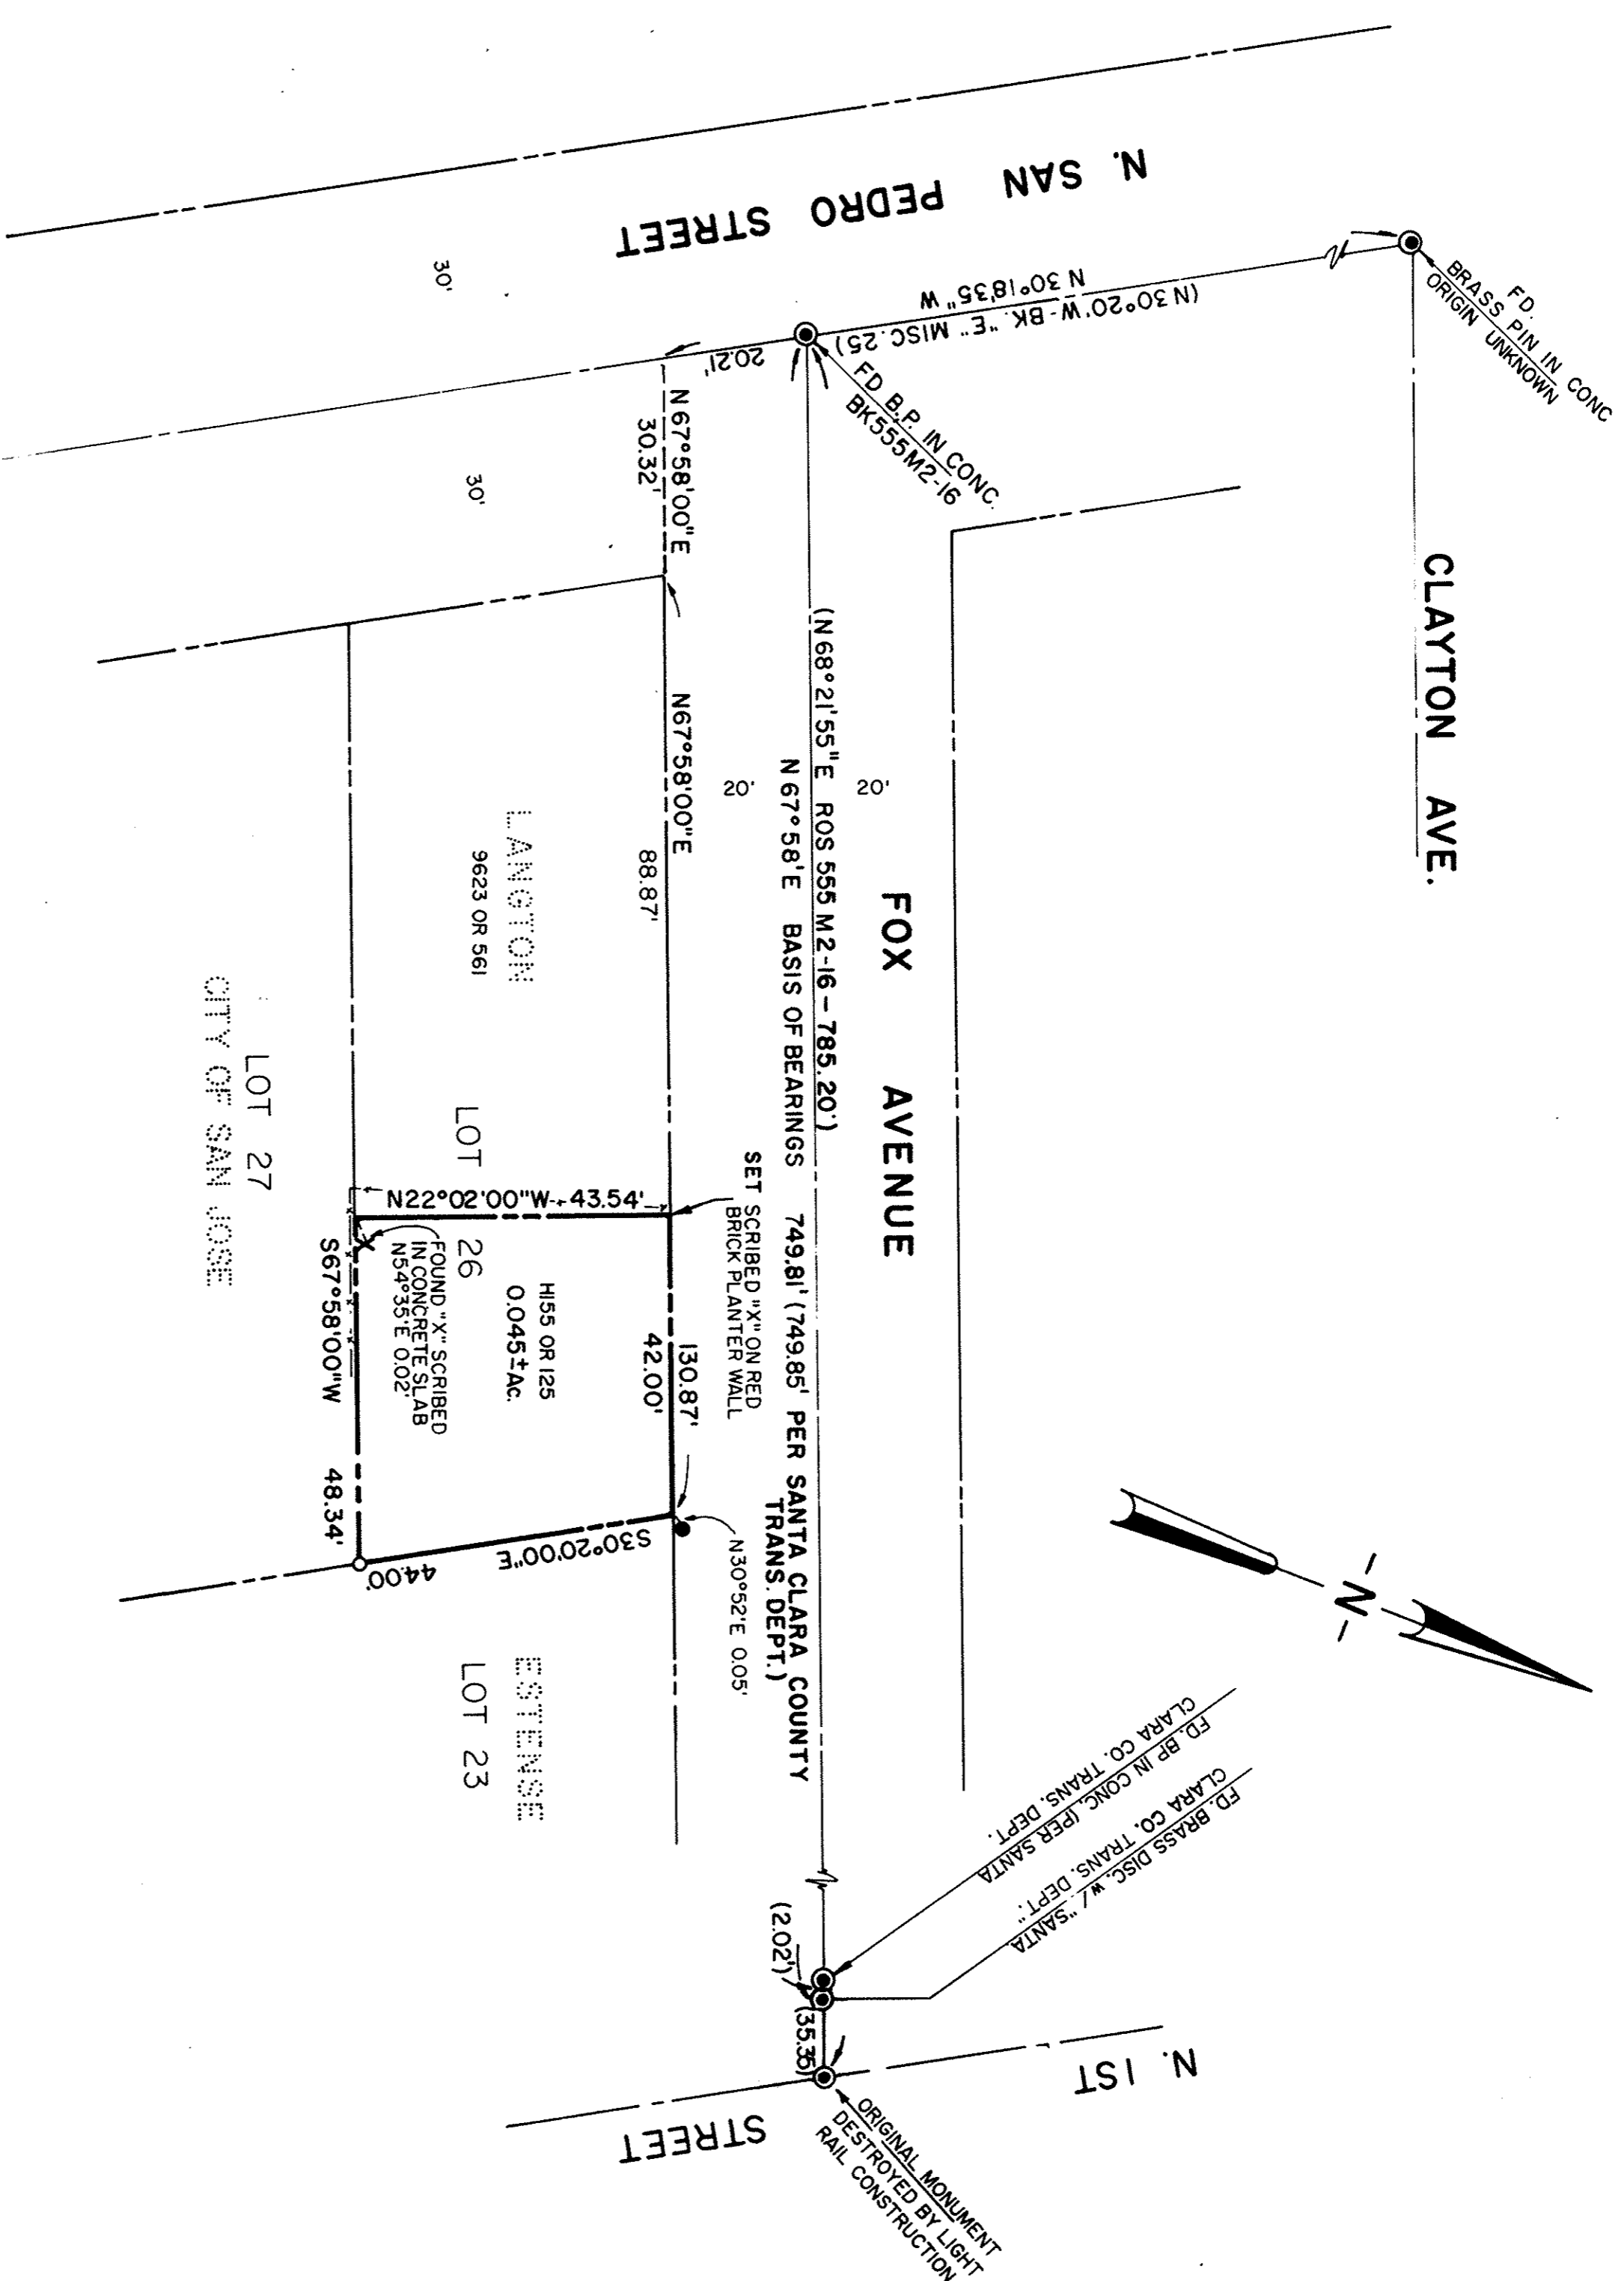 N. SAN PEDRO STREET
FD.
BRASS PIN IN CONC
ORIGIN UNKNOWN
CLAYTON AVE.
(N 30°20' W - BK. "E" MISC. 25)
N 30°18'35" W
20.21'
FD B.P. IN CONC.
BK555M2-16
30'
30'
N 67°58'00"E
30.32'
FOX AVENUE
20'
20'
(N68°21'55"E ROS 555 M2-16 - 785.20')
N 67°58'E BASIS OF BEARINGS 749.81' (749.85' PER SANTA CLARA COUNTY
TRANS. DEPT.)
N67°58'00"E
88.87'
LANGTON
9623 OR 561
SET SCRIBED "X" ON RED
BRICK PLANTER WALL
130.87'
42.00'
N30°52'E 0.05'
N22°02'00"W - 43.54'
LOT 26
H155 OR 125
0.045±Ac.
FOUND "X" SCRIBED
IN CONCRETE SLAB
N54°35'E 0.02'
S67°58'00"W 48.34'
S30°20'00"E
44.00'
LOT 27
CITY OF SAN JOSE
ESTENSE
LOT 23
-N-
FD. BP IN CONC. (PER SANTA
CLARA CO. TRANS. DEPT.
FD. BRASS DISC. W/ "SANTA
CLARA CO. TRANS. DEPT."
(2.02')
(35.35)
N. 1ST STREET
ORIGINAL MONUMENT
DESTROYED BY LIGHT
RAIL CONSTRUCTION